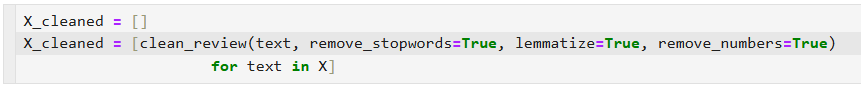 X_cleaned = []
X_cleaned = [clean_review(text, remove_stopwords=True, lemmatize=True, remove_numbers=True)
                      for text in X]